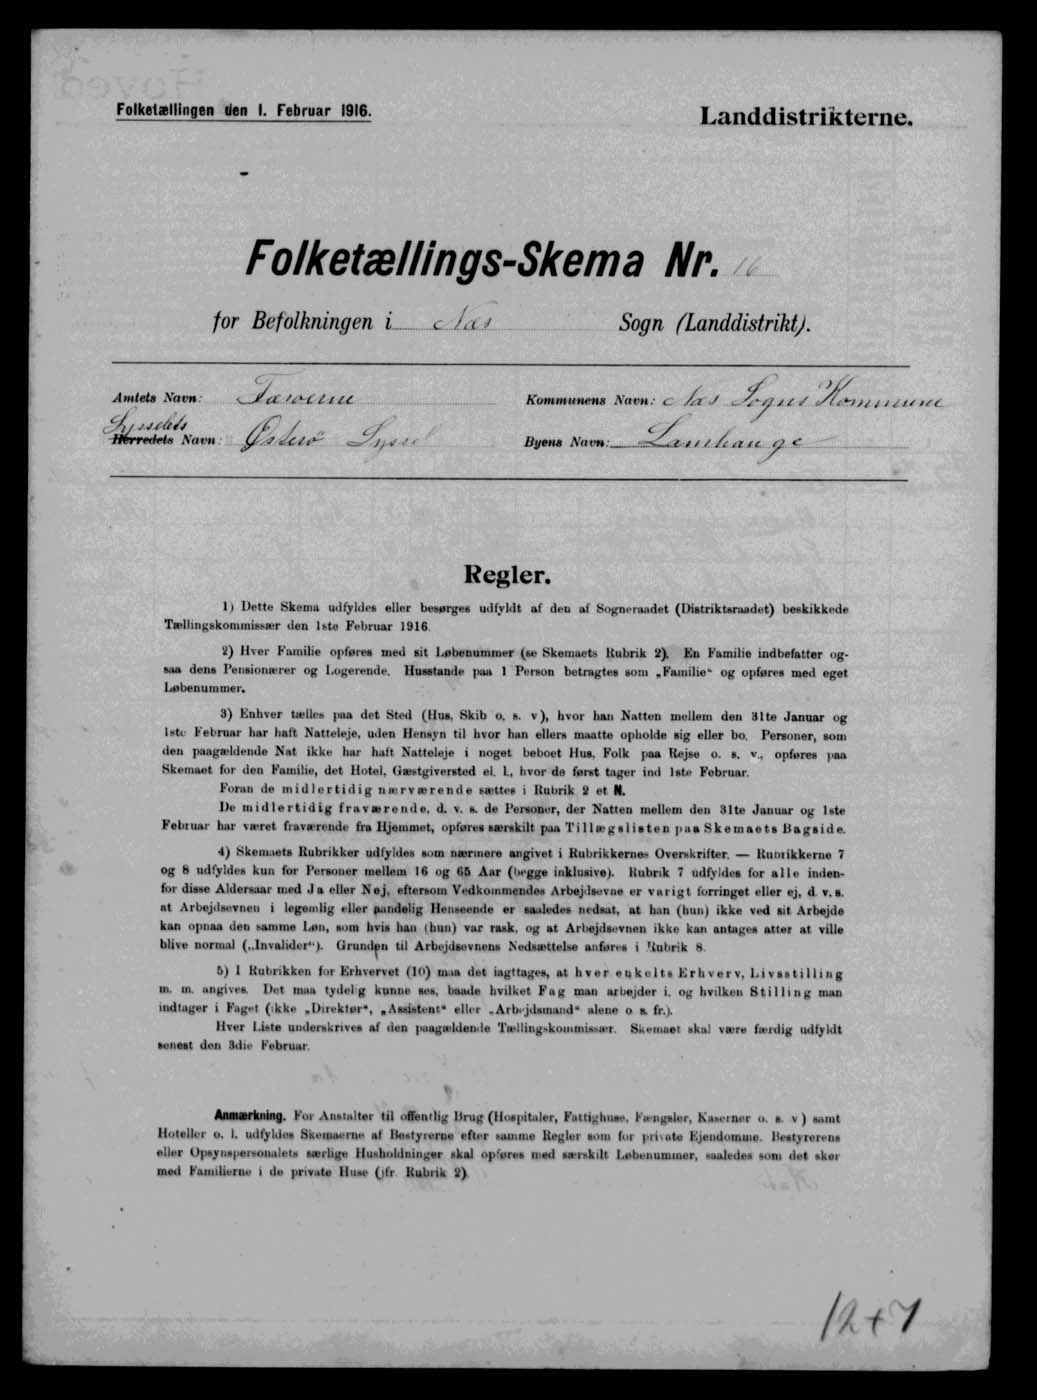 Folketællingen den 1. Februar 1916.
Landdistrikterne.
Folketællings-Skema Nr. 16
for Befolkningen i Næs Sogn (Landdistrikt).
Amtets Navn: Færøerne
Kommunens Navn: Næs Sogns Kommune
Sysselets
Herredets Navn: Østerø Syssel
Byens Navn: Lamhauge
Regler.
1) Dette Skema udfyldes eller besørges udfyldt af den af Sogneraadet (Distriktsraadet) beskikkede
Tællingskommissær den 1ste Februar 1916.
2) Hver Familie opføres med sit Løbenummer (se Skemaets Rubrik 2). En Familie indbefatter og-
saa dens Pensionærer og Logerende. Husstande paa 1 Person betragtes som „Familie“ og opføres med eget
Løbenummer.
3) Enhver tælles paa det Sted (Hus, Skib o. s. v), hvor han Natten mellem den 31te Januar og
1ste Februar har haft Natteleje, uden Hensyn til hvor han ellers maatte opholde sig eller bo. Personer, som
den paagældende Nat ikke har haft Natteleje i noget beboet Hus, Folk paa Rejse o. s. v., opføres paa
Skemaet for den Familie, det Hotel, Gæstgiversted el. l., hvor de først tager ind 1ste Februar.
Foran de midlertidig nærværende sættes i Rubrik 2 et N.
De midlertidig fraværende, d. v. s. de Personer, der Natten mellem den 31te Januar og 1ste
Februar har været fraværende fra Hjemmet, opføres særskilt paa Tillægslisten paa Skemaets Bagside.
4) Skemaets Rubrikker udfyldes som nærmere angivet i Rubrikkernes Overskrifter. — Rubrikkerne 7
og 8 udfyldes kun for Personer mellem 16 og 65 Aar (begge inklusive). Rubrik 7 udfyldes for alle inden-
for disse Aldersaar med Ja eller Nej, eftersom Vedkommendes Arbejdsevne er varigt forringet eller ej, d. v. s.
at Arbejdsevnen i legemlig eller aandelig Henseende er saaledes nedsat, at han (hun) ikke ved sit Arbejde
kan opnaa den samme Løn, som hvis han (hun) var rask, og at Arbejdsevnen ikke kan antages atter at ville
blive normal („Invalider“). Grunden til Arbejdsevnens Nedsættelse anføres i Rubrik 8.
5) I Rubrikken for Erhvervet (10) maa det iagttages, at hver enkelts Erhverv, Livsstilling
m. m. angives. Det maa tydelig kunne ses, baade hvilket Fag man arbejder i, og hvilken Stilling man
indtager i Faget (ikke „Direktør“, „Assistent“ eller „Arbejdsmand“ alene o. s. fr.).
Hver Liste underskrives af den paagældende Tællingskommissær. Skemaet skal være færdig udfyldt
senest den 3die Februar.
Anmærkning. For Anstalter til offentlig Brug (Hospitaler, Fattighuse, Fængsler, Kaserner o. s. v) samt
Hoteller o. l. udfyldes Skemaerne af Bestyrerne efter samme Regler som for private Ejendomme. Bestyrerens
eller Opsynspersonalets særlige Husholdninger skal opføres med særskilt Løbenummer, saaledes som det sker
med Familierne i de private Huse (jfr. Rubrik 2).
12+7